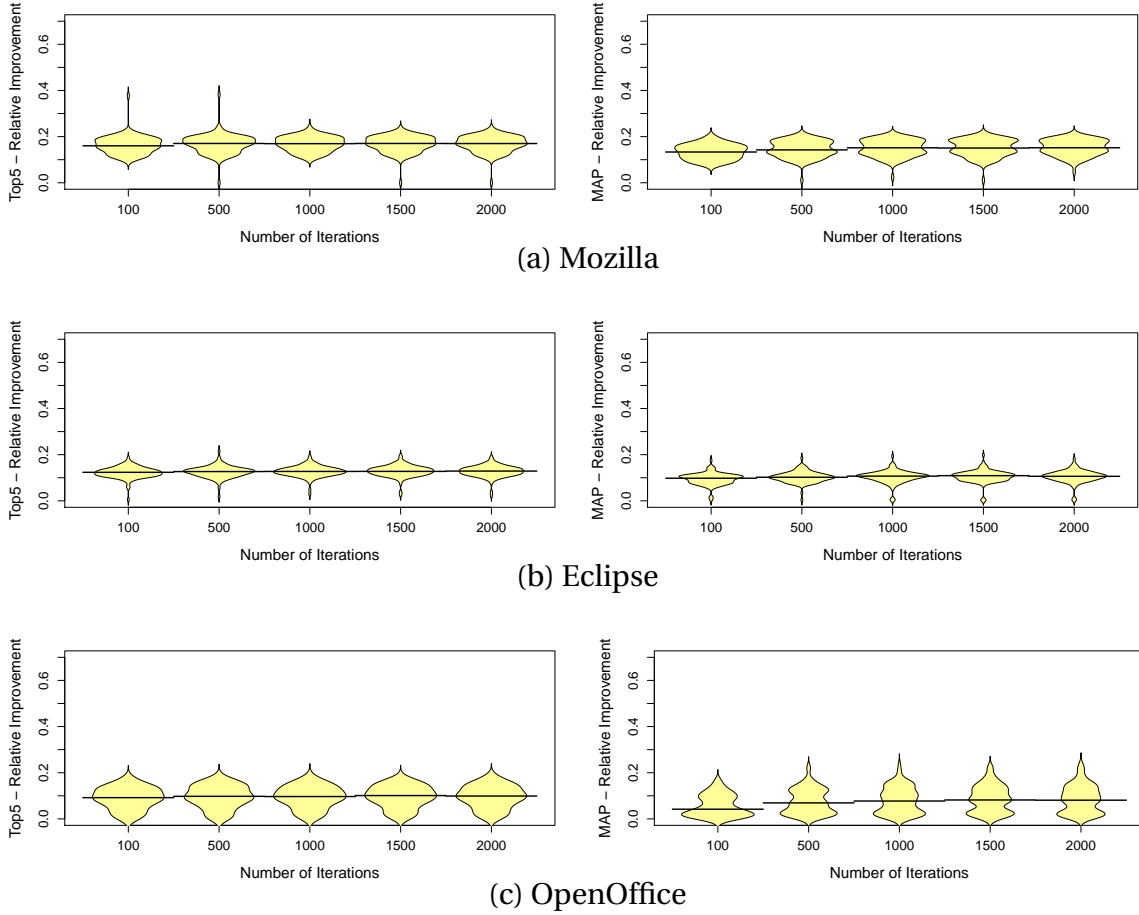 Top5 − Relative Improvement
0.6
0.4
0.2
0.0
100 500 1000 1500 2000
Number of Iterations
MAP − Relative Improvement
0.6
0.4
0.2
0.0
100 500 1000 1500 2000
Number of Iterations
(a) Mozilla
Top5 − Relative Improvement
0.6
0.4
0.2
0.0
100 500 1000 1500 2000
Number of Iterations
MAP − Relative Improvement
0.6
0.4
0.2
0.0
100 500 1000 1500 2000
Number of Iterations
(b) Eclipse
Top5 − Relative Improvement
0.6
0.4
0.2
0.0
100 500 1000 1500 2000
Number of Iterations
MAP − Relative Improvement
0.6
0.4
0.2
0.0
100 500 1000 1500 2000
Number of Iterations
(c) OpenOffice